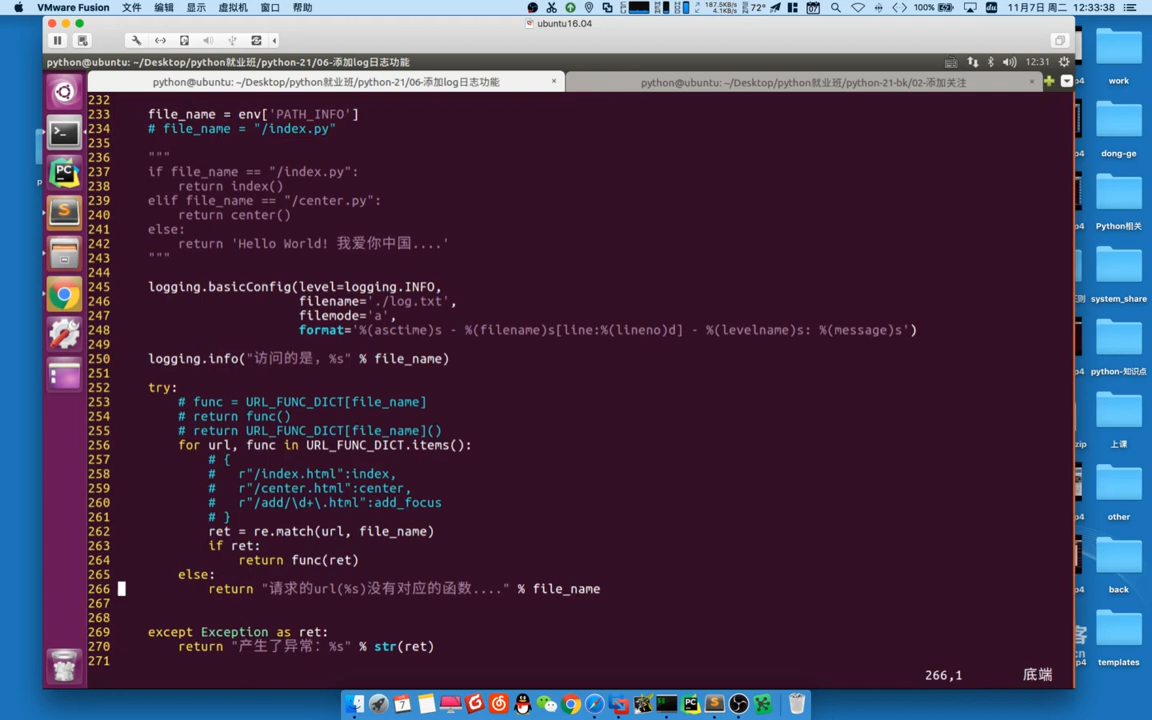 VMware Fusion 文件 编辑 显示 虚拟机 窗口 帮助 187.5KB/s 4.1KB/s 72° 100% 11月7日 周二 12:33:38
ubuntu16.04
python@ubuntu: ~/Desktop/python就业班/python-21/06-添加log日志功能 12:31
python@ubuntu: ~/Desktop/python就业班/python-21/06-添加log日志功能 × python@ubuntu: ~/Desktop/python就业班/python-21-bk/02-添加关注 ×
232
233 file_name = env['PATH_INFO']
234 # file_name = "/index.py"
235
236 """
237 if file_name == "/index.py":
238 return index()
239 elif file_name == "/center.py":
240 return center()
241 else:
242 return 'Hello World! 我爱你中国....'
243 """
244
245 logging.basicConfig(level=logging.INFO,
246 filename='./log.txt',
247 filemode='a',
248 format='%(asctime)s - %(filename)s[line:%(lineno)d] - %(levelname)s: %(message)s')
249
250 logging.info("访问的是，%s" % file_name)
251
252 try:
253 # func = URL_FUNC_DICT[file_name]
254 # return func()
255 # return URL_FUNC_DICT[file_name]()
256 for url, func in URL_FUNC_DICT.items():
257 # {
258 # r"/index.html":index,
259 # r"/center.html":center,
260 # r"/add/\d+\.html":add_focus
261 # }
262 ret = re.match(url, file_name)
263 if ret:
264 return func(ret)
265 else:
266 return "请求的url(%s)没有对应的函数...." % file_name
267
268
269 except Exception as ret:
270 return "产生了异常：%s" % str(ret)
271
266,1 底端
work
dong-ge
Python相关
system_share
python-知识点
上课
other
back
templates